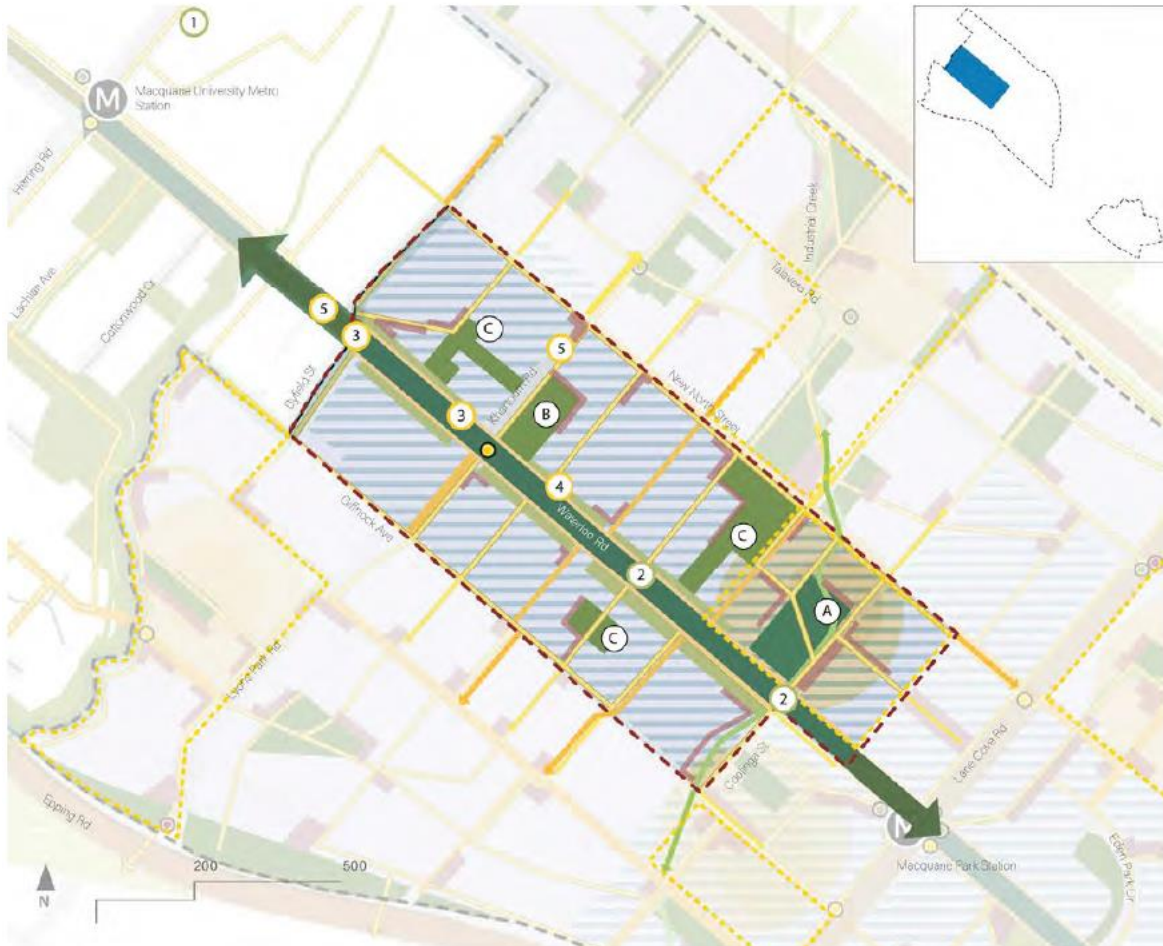 1
M
Macquarie University Metro
Station
Herring Rd
Lachlan Ave
Cottonwood Cr
Industrial Creek
Talavera Rd
5
3
C
5
Byfield St
3
Khartoum Rd
B
New North Street
4
Giffnock Ave
Waterloo Rd
C
2
A
C
Lyons Park Rd
2
Coolinga St
Lane Cove Rd
Epping Rd
M
Macquarie Park Station
Eden Park Dr
200
500
N